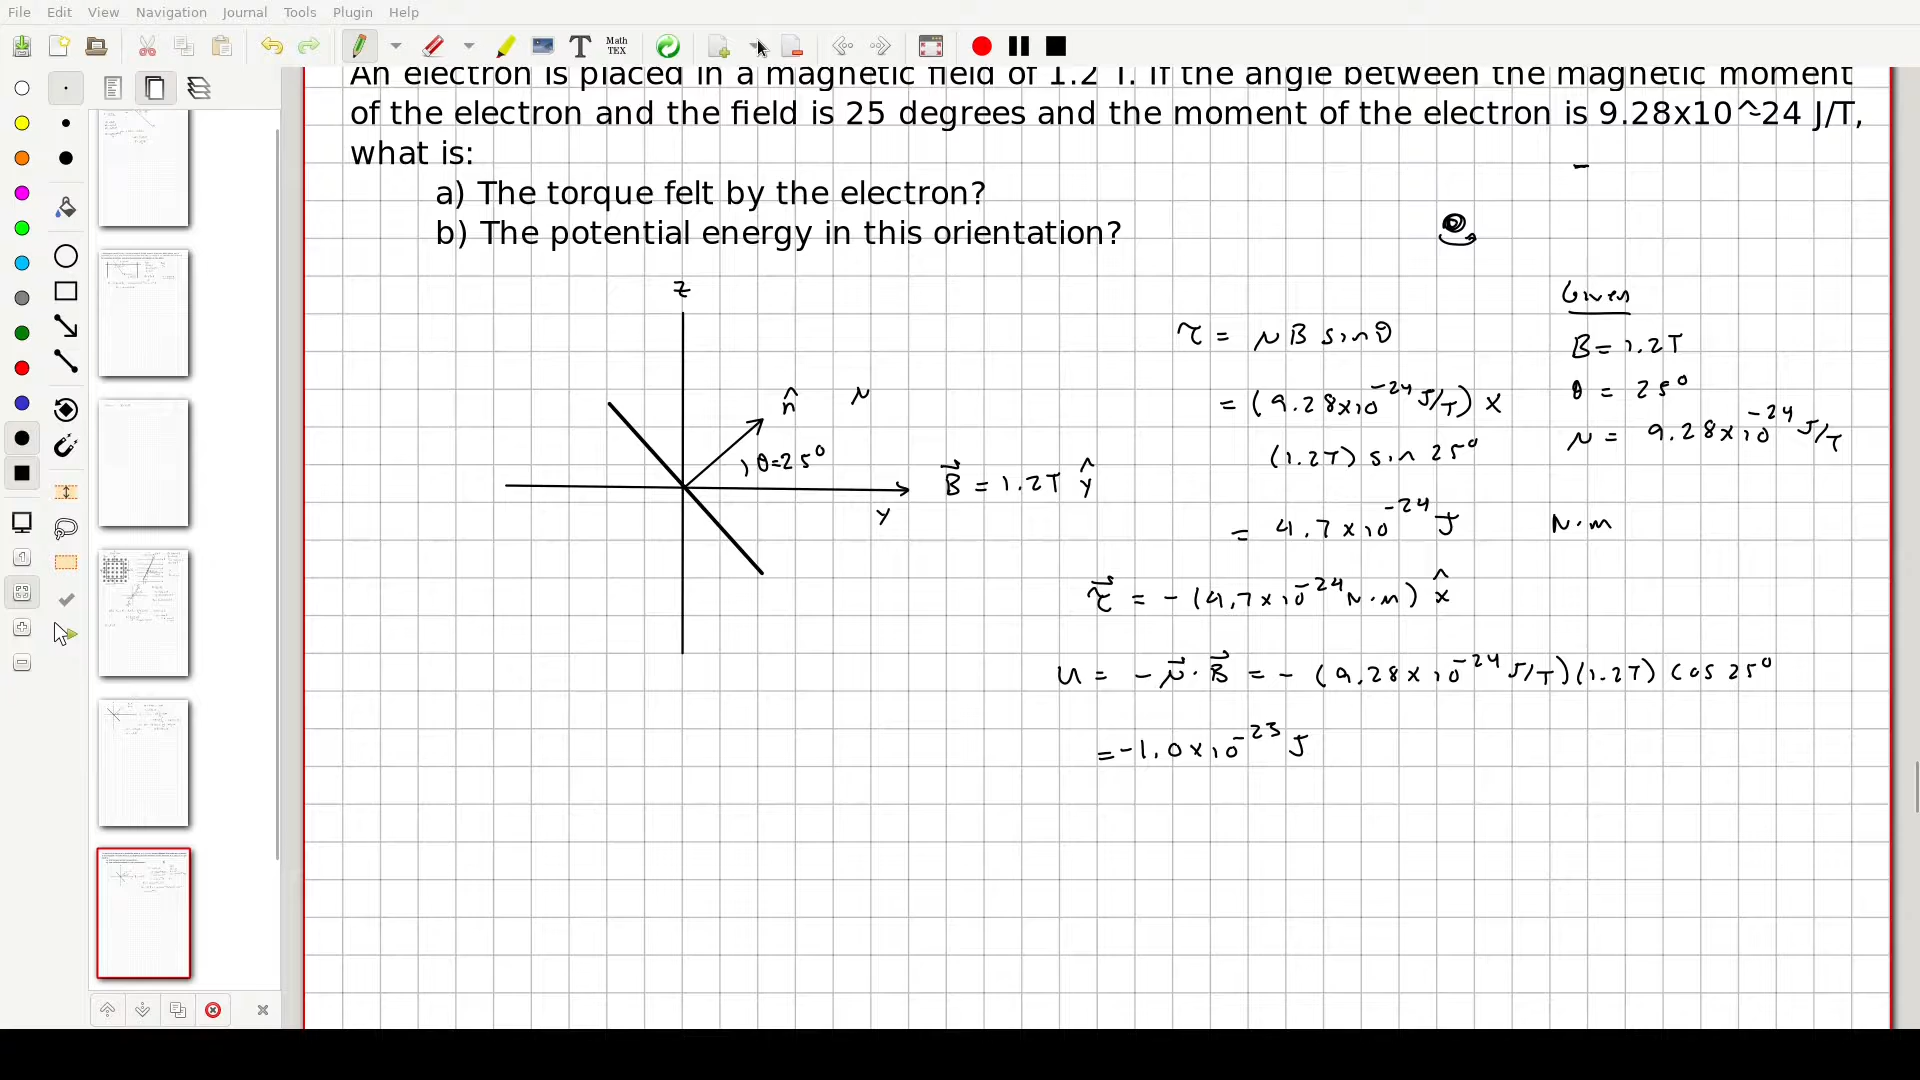 File Edit View Navigation Journal Tools Plugin Help
T Math TEX
An electron is placed in a magnetic field of 1.2 T. If the angle between the magnetic moment
of the electron and the field is 25 degrees and the moment of the electron is 9.28x10^-24 J/T,
what is:
a) The torque felt by the electron?
b) The potential energy in this orientation?
z
n̂ μ
θ=25°
y
B⃗ = 1.2T ŷ
Given
B = 1.2T
θ = 25°
μ = 9.28x10⁻²⁴ J/T
τ = μ B sinθ
= (9.28x10⁻²⁴ J/T) x
(1.2T) sin 25°
= 4.7x10⁻²⁴ J N·m
τ⃗ = -(4.7x10⁻²⁴ N·m) x̂
U = -μ⃗·B⃗ = -(9.28x10⁻²⁴ J/T)(1.2T) cos 25°
= -1.0x10⁻²³ J